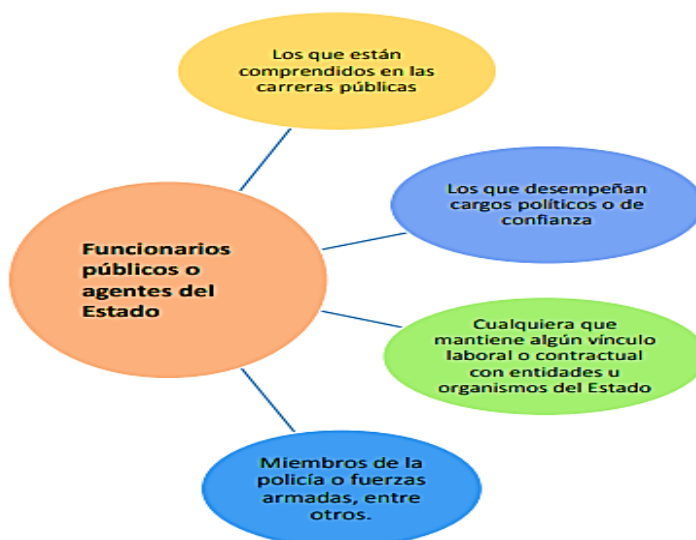 Los que están
comprendidos en las
carreras públicas
Los que desempeñan
cargos políticos o de
confianza
Funcionarios
públicos o
agentes del
Estado
Cualquiera que
mantiene algún vínculo
laboral o contractual
con entidades u
organismos del Estado
Miembros de la
policía o fuerzas
armadas, entre
otros.